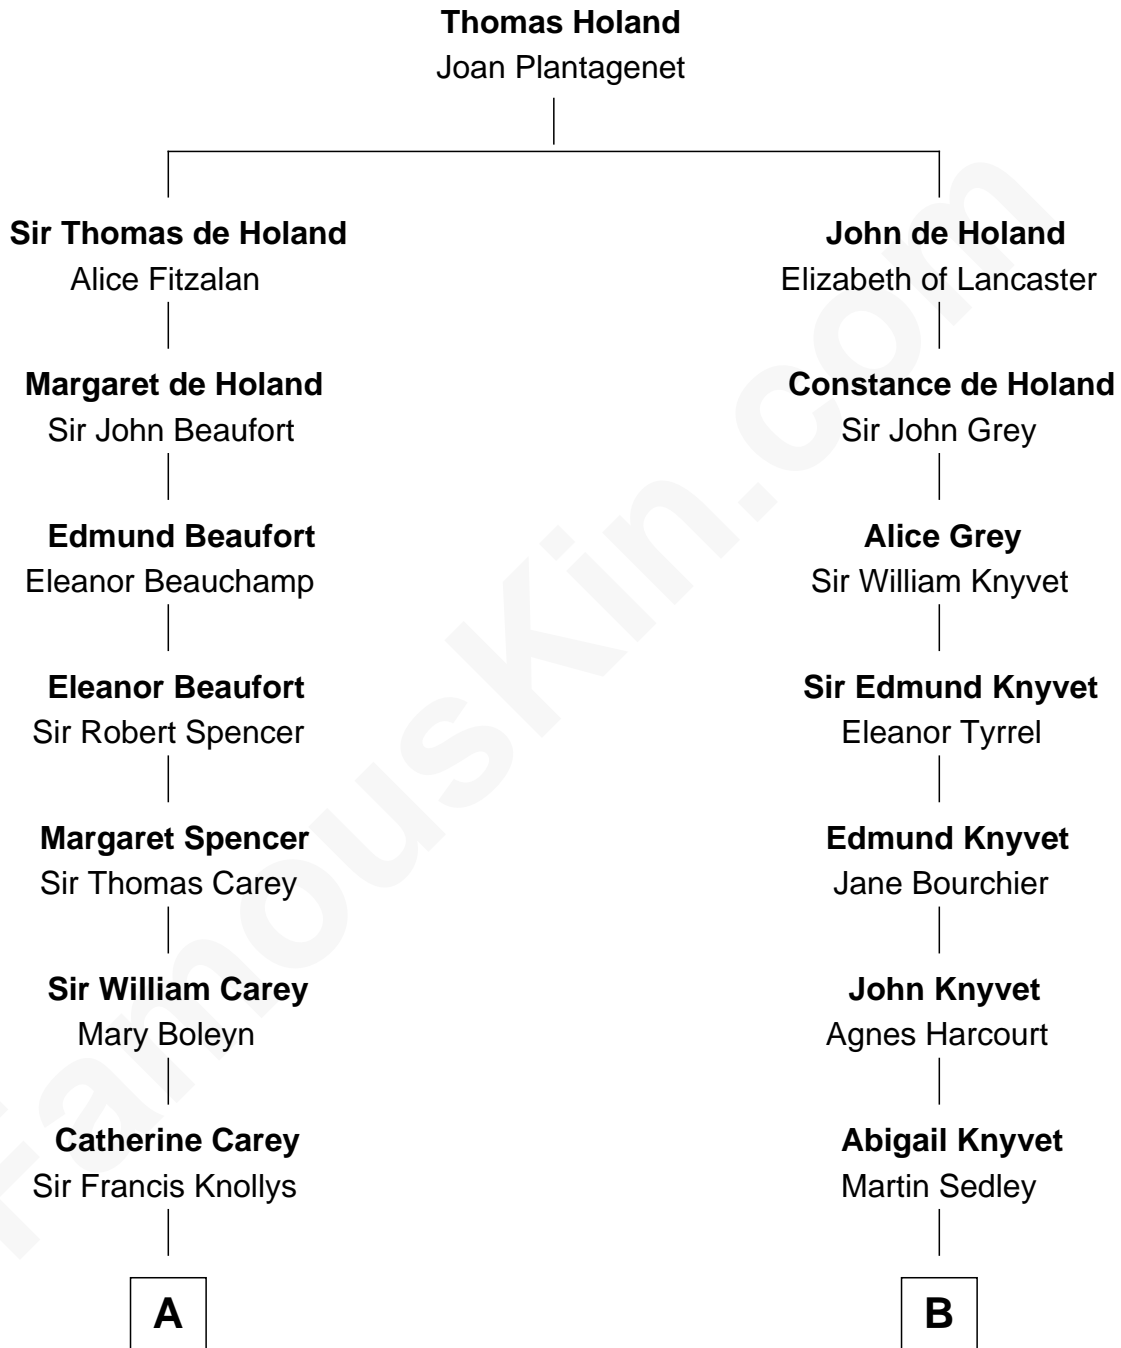 Thomas Holand
Joan Plantagenet
Sir Thomas de Holand
Alice Fitzalan
John de Holand
Elizabeth of Lancaster
Margaret de Holand
Sir John Beaufort
Constance de Holand
Sir John Grey
Edmund Beaufort
Eleanor Beauchamp
Alice Grey
Sir William Knyvet
Eleanor Beaufort
Sir Robert Spencer
Sir Edmund Knyvet
Eleanor Tyrrel
Margaret Spencer
Sir Thomas Carey
Edmund Knyvet
Jane Bourchier
Sir William Carey
Mary Boleyn
John Knyvet
Agnes Harcourt
Catherine Carey
Sir Francis Knollys
Abigail Knyvet
Martin Sedley
A
B
FamousKin.com